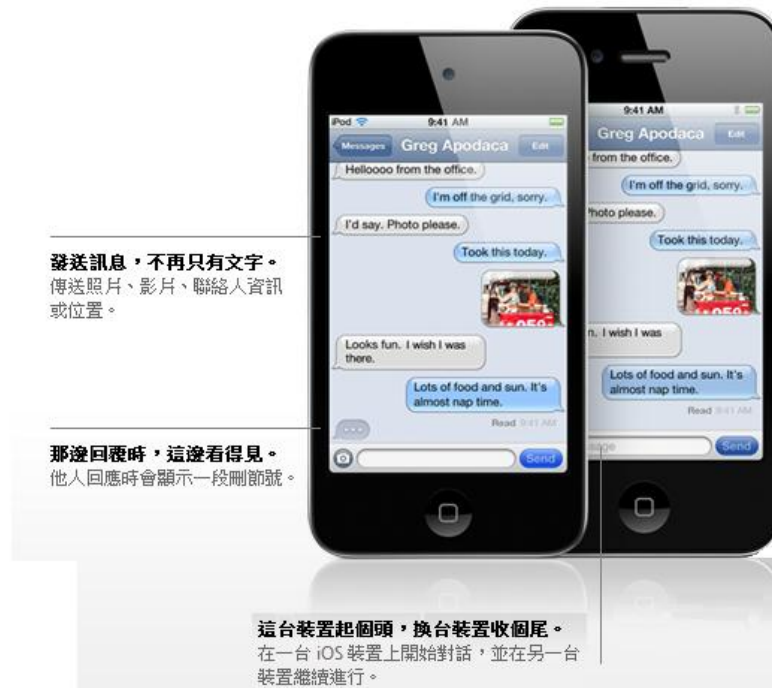 iPod
9:41 AM
Messages
Greg Apodaca
Edit
Helloooo from the office.
I'm off the grid, sorry.
I'd say. Photo please.
Took this today.
Looks fun. I wish I was
there.
Lots of food and sun. It's
almost nap time.
Read 9:41 AM
Send
9:41 AM
Greg Apodaca
Edit
from the office.
I'm off the grid, sorry.
Photo please.
Took this today.
n. I wish I was
Lots of food and sun. It's
almost nap time.
Read 9:41 AM
Send
發送訊息，不再只有文字。
傳送照片、影片、聯絡人資訊
或位置。
那邊回覆時，這邊看得見。
他人回應時會顯示一段刪節號。
這台裝置起個頭，換台裝置收個尾。
在一台 iOS 裝置上開始對話，並在另一台
裝置繼續進行。